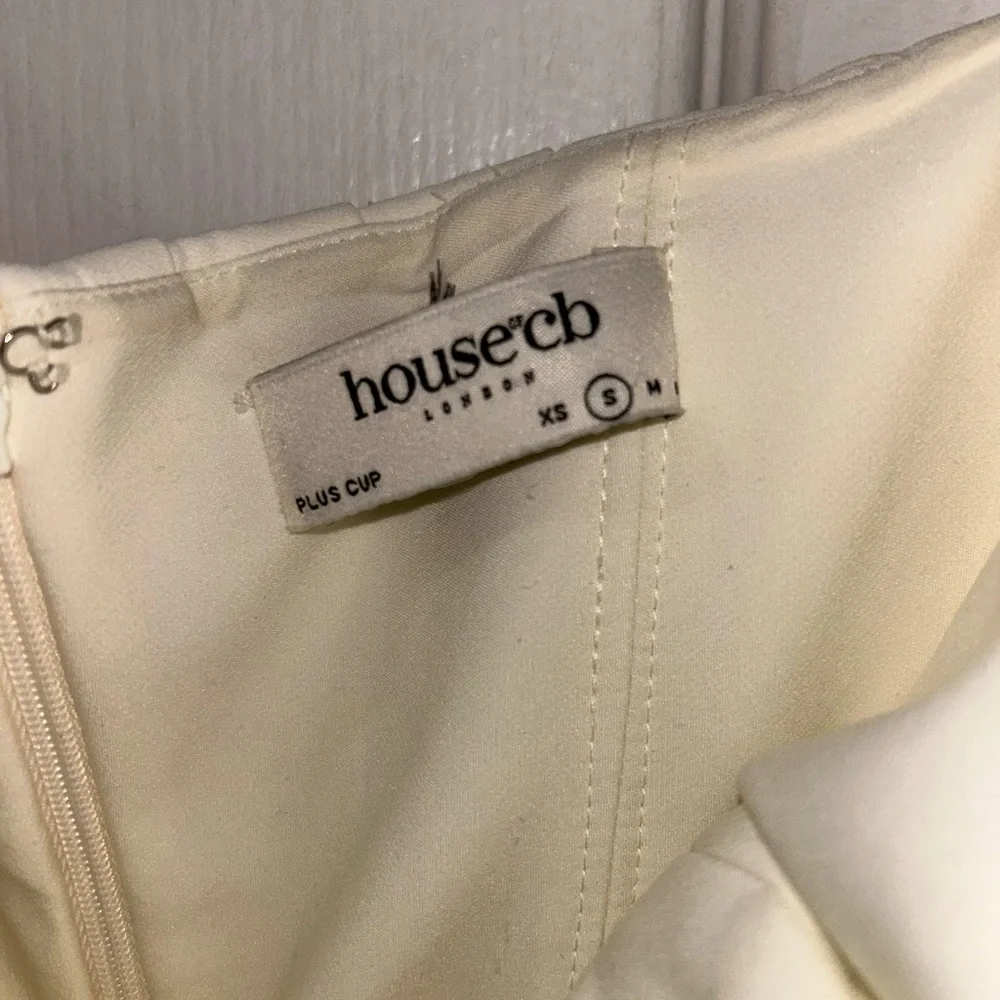 house OF cb
LONDON
XS S M
PLUS CUP